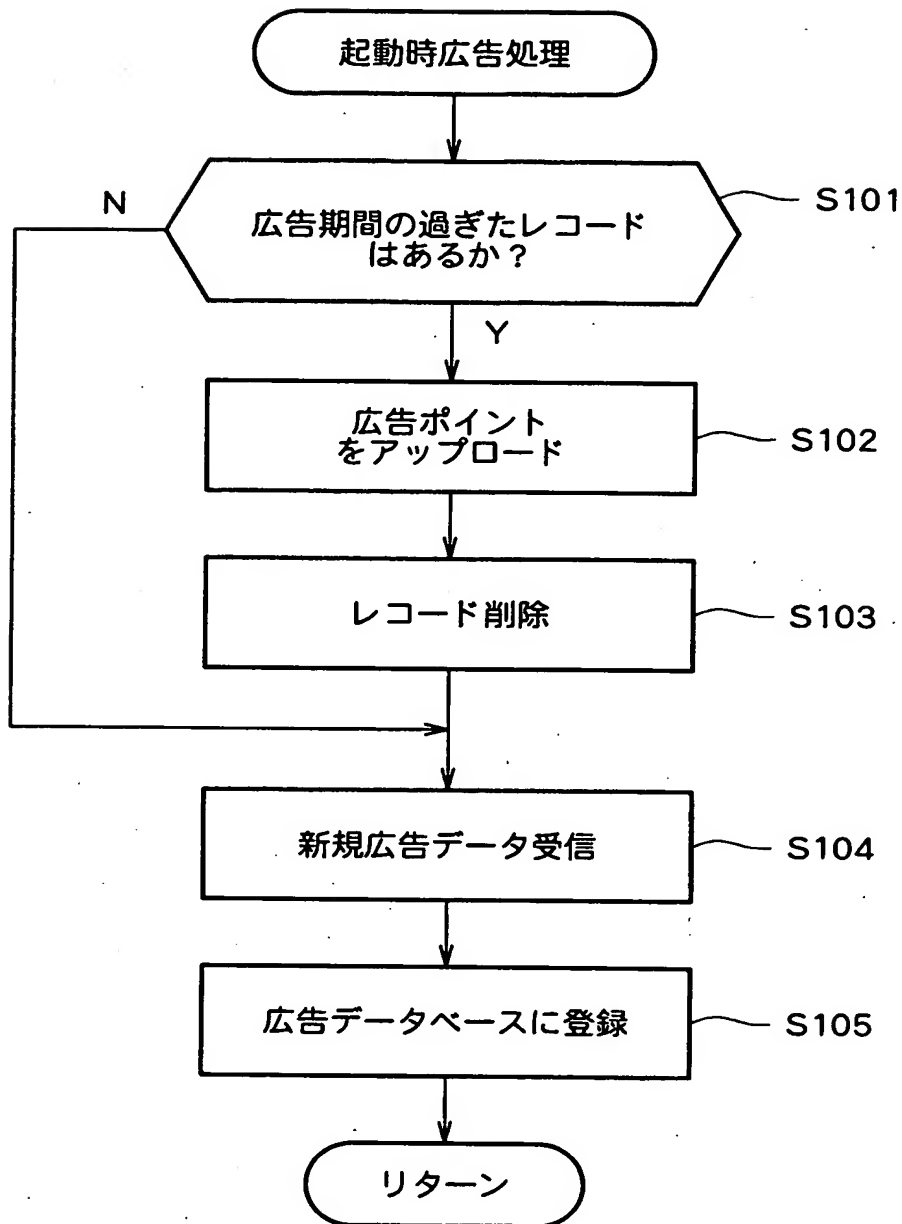 起動時広告処理
N
S101
広告期間の過ぎたレコード
はあるか？
Y
広告ポイント
をアップロード
S102
レコード削除
S103
新規広告データ受信
S104
広告データベースに登録
S105
リターン